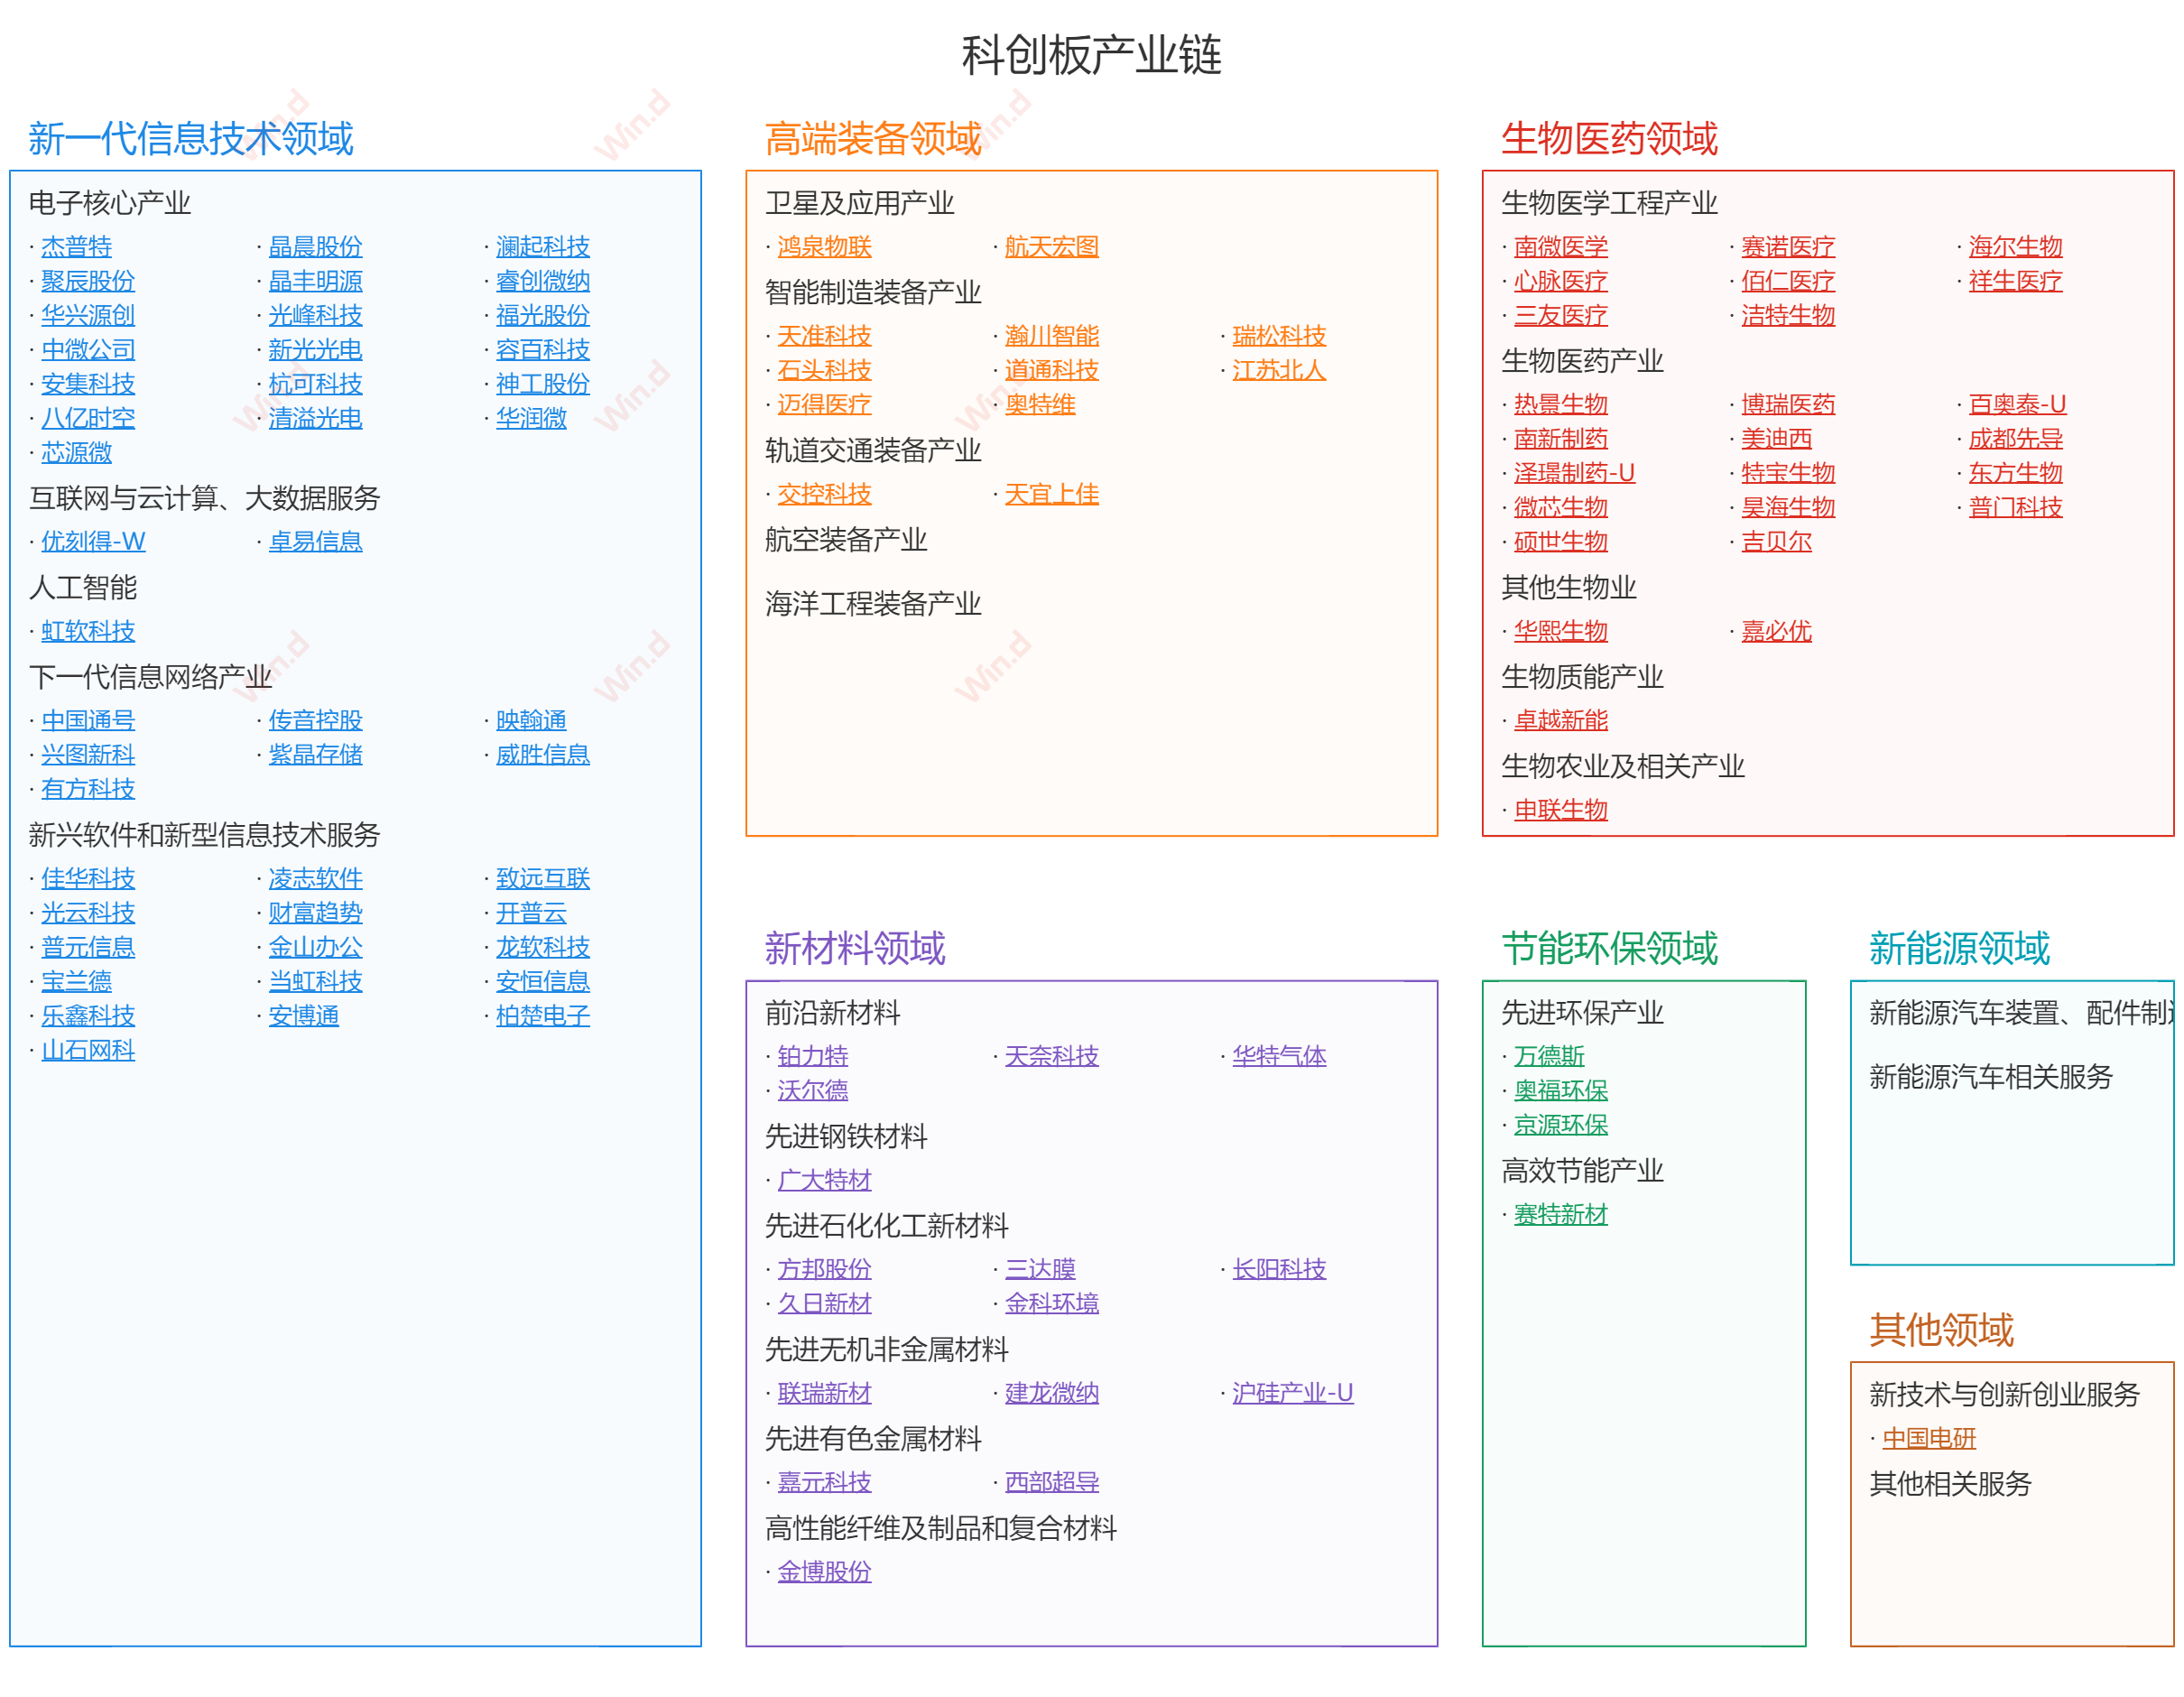 科创板产业链
新一代信息技术领域
电子核心产业
· 杰普特 · 晶晨股份 · 澜起科技
· 聚辰股份 · 晶丰明源 · 睿创微纳
· 华兴源创 · 光峰科技 · 福光股份
· 中微公司 · 新光光电 · 容百科技
· 安集科技 · 杭可科技 · 神工股份
· 八亿时空 · 清溢光电 · 华润微
· 芯源微
互联网与云计算、大数据服务
· 优刻得-W · 卓易信息
人工智能
· 虹软科技
下一代信息网络产业
· 中国通号 · 传音控股 · 映翰通
· 兴图新科 · 紫晶存储 · 威胜信息
· 有方科技
新兴软件和新型信息技术服务
· 佳华科技 · 凌志软件 · 致远互联
· 光云科技 · 财富趋势 · 开普云
· 普元信息 · 金山办公 · 龙软科技
· 宝兰德 · 当虹科技 · 安恒信息
· 乐鑫科技 · 安博通 · 柏楚电子
· 山石网科
高端装备领域
卫星及应用产业
· 鸿泉物联 · 航天宏图
智能制造装备产业
· 天准科技 · 瀚川智能 · 瑞松科技
· 石头科技 · 道通科技 · 江苏北人
· 迈得医疗 · 奥特维
轨道交通装备产业
· 交控科技 · 天宜上佳
航空装备产业
海洋工程装备产业
生物医药领域
生物医学工程产业
· 南微医学 · 赛诺医疗 · 海尔生物
· 心脉医疗 · 佰仁医疗 · 祥生医疗
· 三友医疗 · 洁特生物
生物医药产业
· 热景生物 · 博瑞医药 · 百奥泰-U
· 南新制药 · 美迪西 · 成都先导
· 泽璟制药-U · 特宝生物 · 东方生物
· 微芯生物 · 昊海生物 · 普门科技
· 硕世生物 · 吉贝尔
其他生物业
· 华熙生物 · 嘉必优
生物质能产业
· 卓越新能
生物农业及相关产业
· 申联生物
新材料领域
前沿新材料
· 铂力特 · 天奈科技 · 华特气体
· 沃尔德
先进钢铁材料
· 广大特材
先进石化化工新材料
· 方邦股份 · 三达膜 · 长阳科技
· 久日新材 · 金科环境
先进无机非金属材料
· 联瑞新材 · 建龙微纳 · 沪硅产业-U
先进有色金属材料
· 嘉元科技 · 西部超导
高性能纤维及制品和复合材料
· 金博股份
节能环保领域
先进环保产业
· 万德斯
· 奥福环保
· 京源环保
高效节能产业
· 赛特新材
新能源领域
新能源汽车装置、配件制造
新能源汽车相关服务
其他领域
新技术与创新创业服务
· 中国电研
其他相关服务
Win.d
Win.d
Win.d
Win.d
Win.d
Win.d
Win.d
Win.d
Win.d